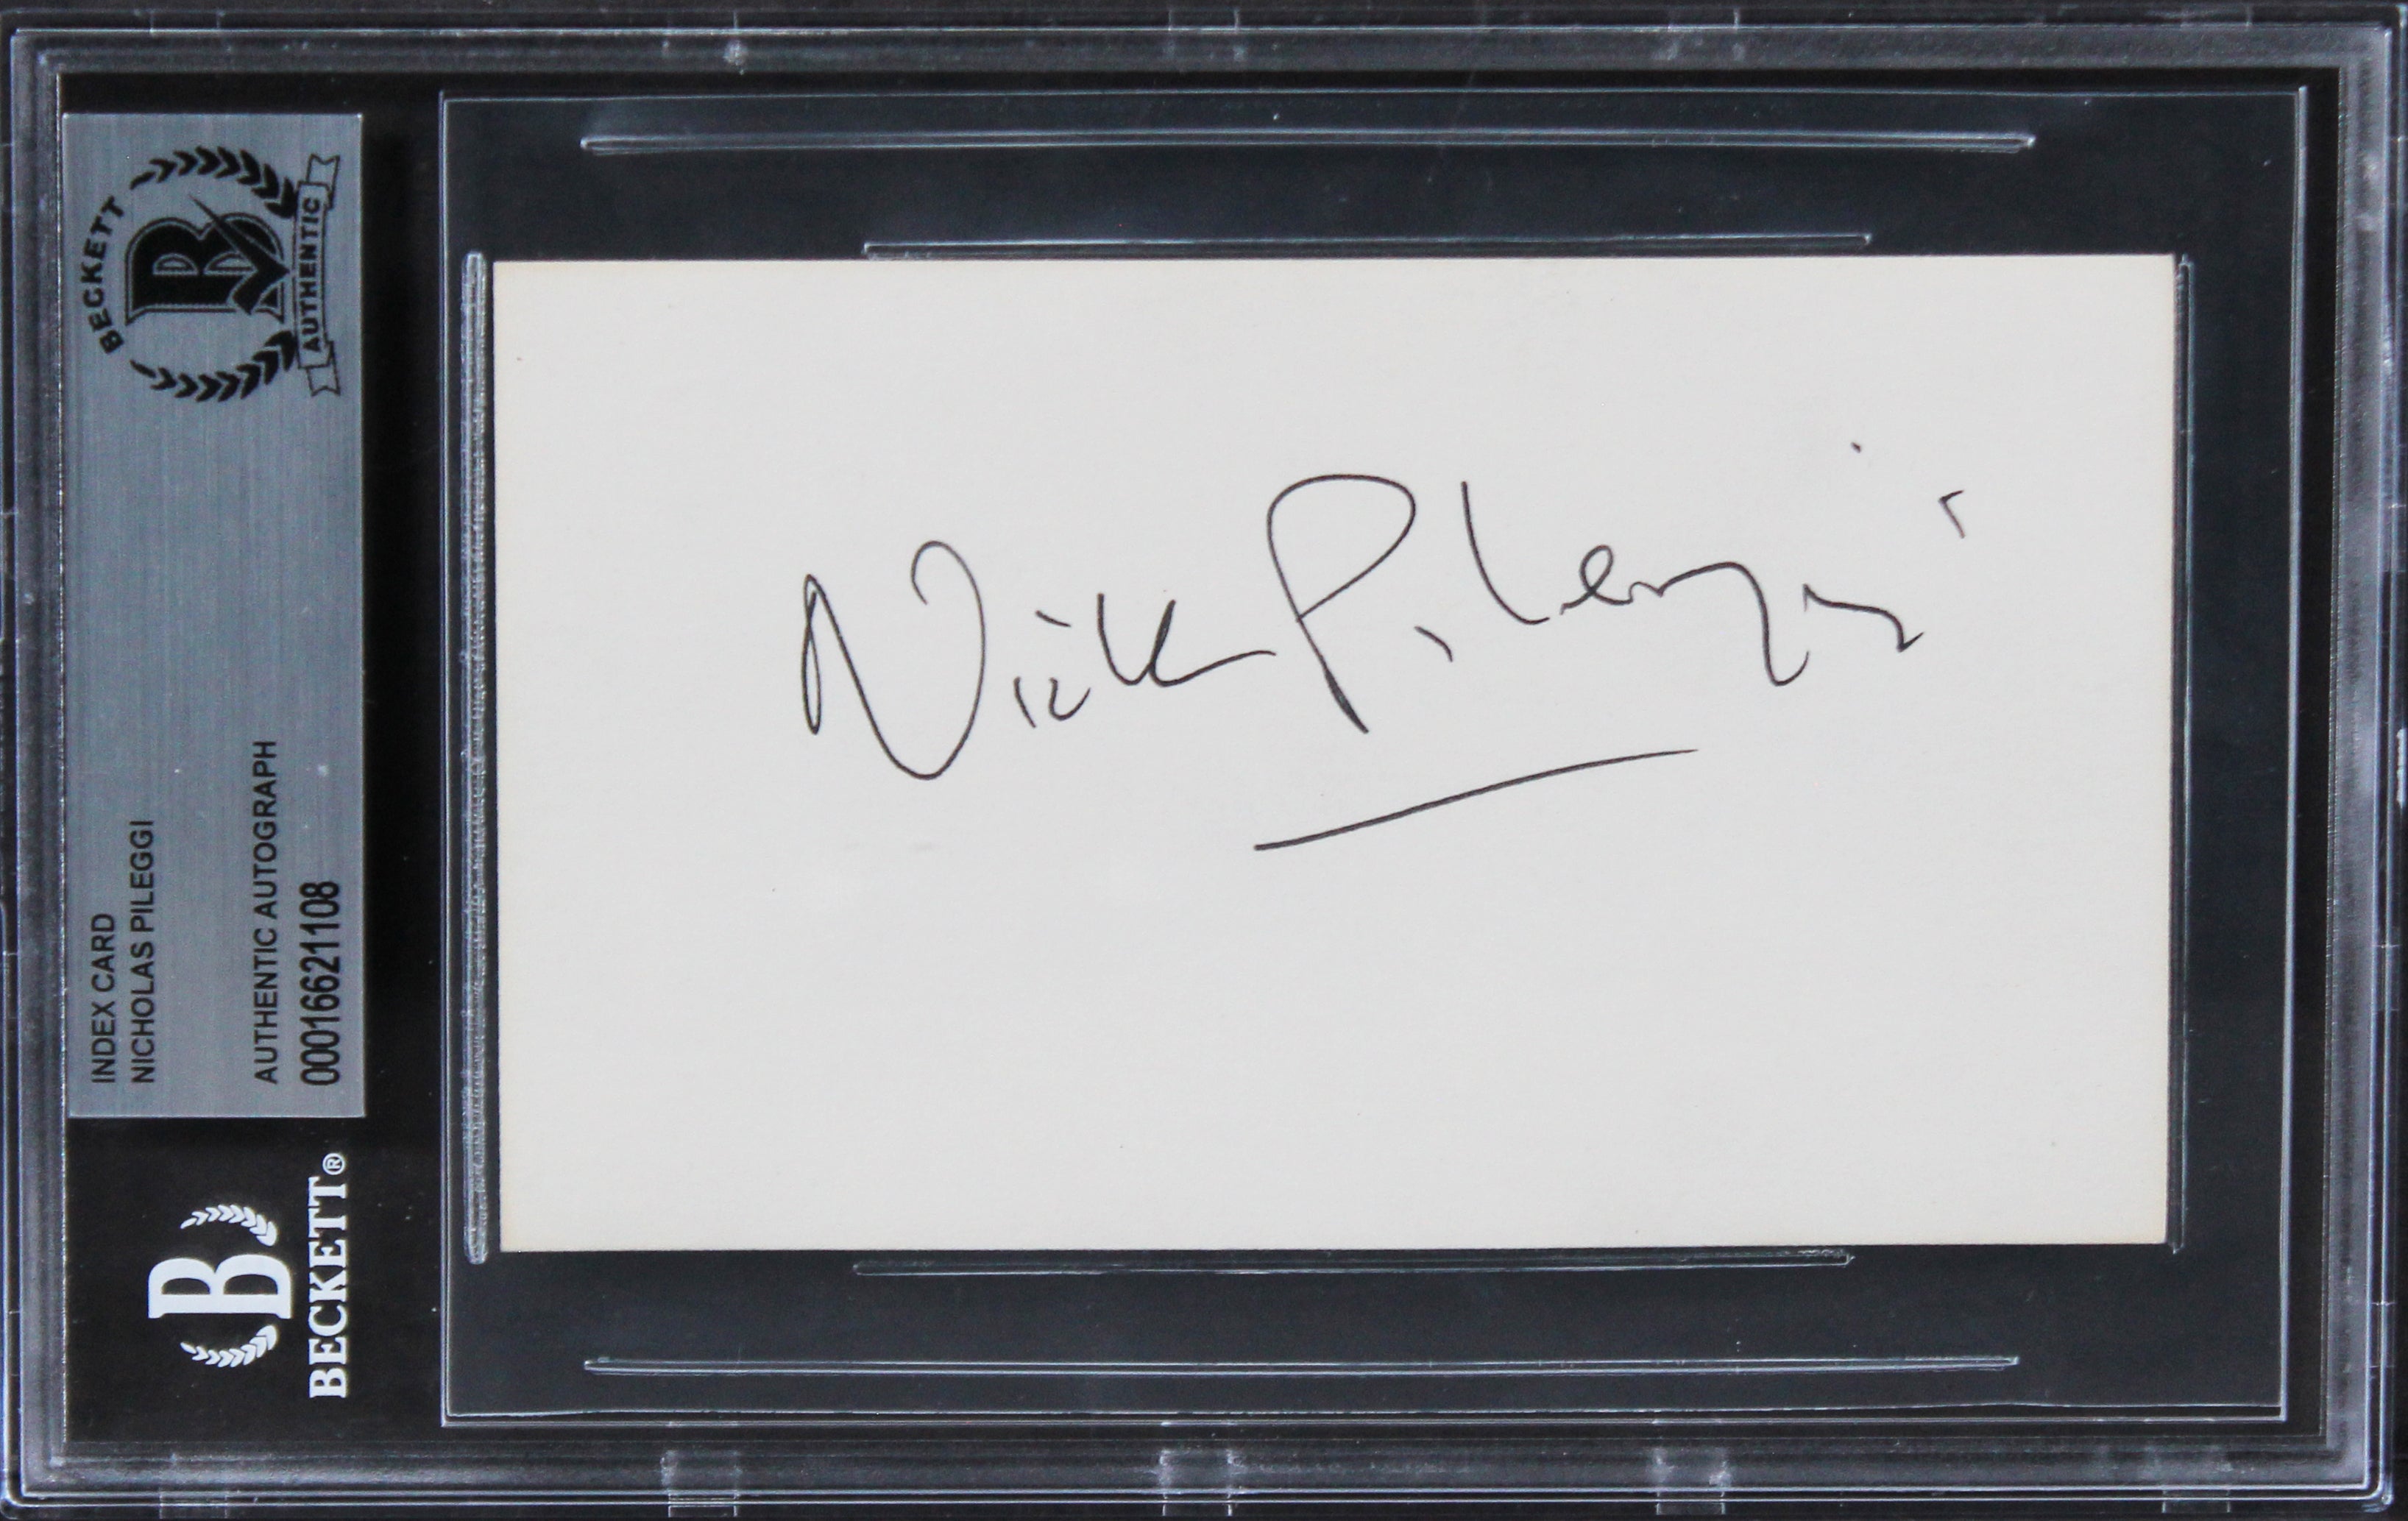 BECKETT
B
AUTHENTIC
INDEX CARD
NICHOLAS PILEGGI
AUTHENTIC AUTOGRAPH
00016621108
B
BECKETT®
Nick Pileggi